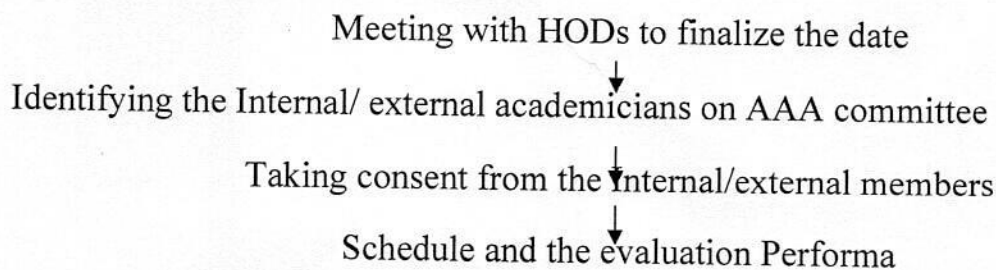 Meeting with HODs to finalize the date
Identifying the Internal/ external academicians on AAA committee
Taking consent from the Internal/external members
Schedule and the evaluation Performa